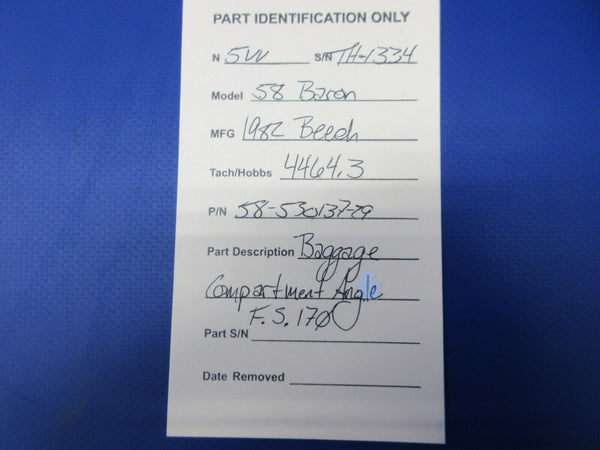 PART IDENTIFICATION ONLY
N 5VV S/N TH-1334
Model 58 Baron
MFG 1982 Beech
Tach/Hobbs 4464.3
P/N 58-530137-29
Part Description Baggage
Compartment Angle
F.S. 170
Part S/N
Date Removed